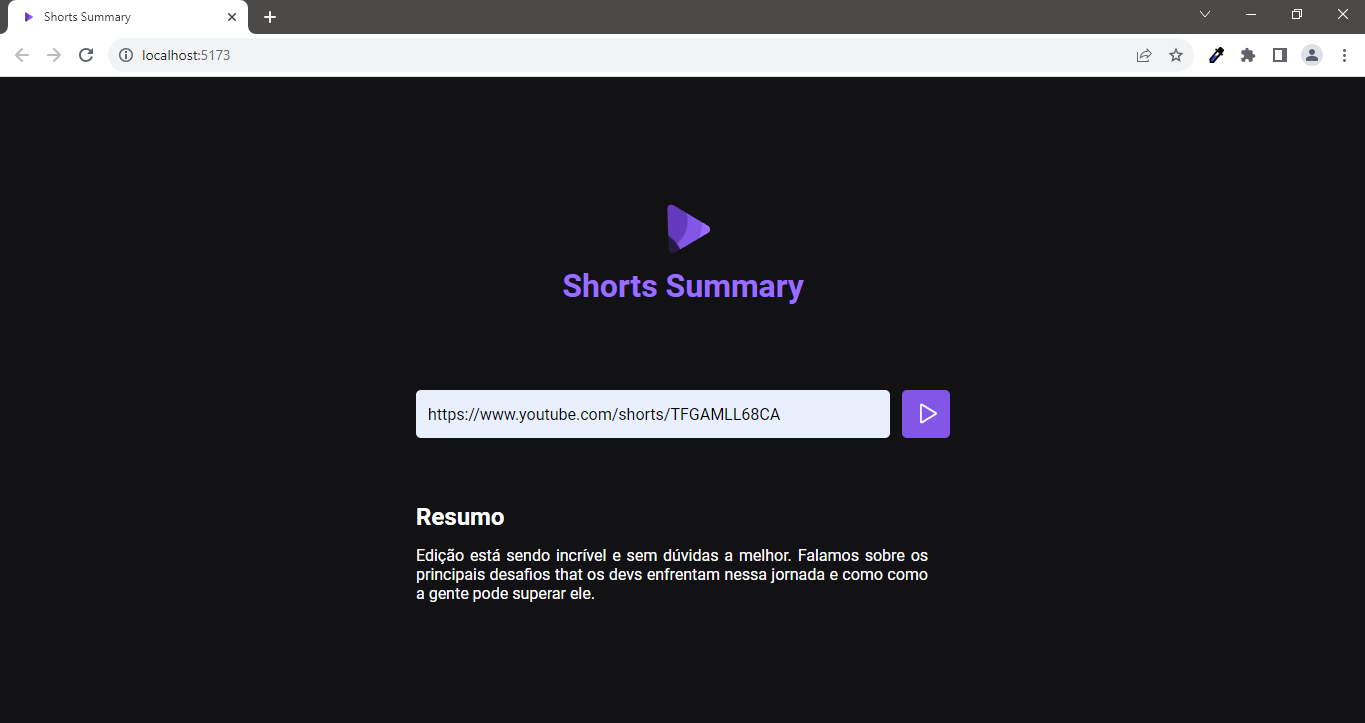 Shorts Summary
localhost:5173
Shorts Summary
https://www.youtube.com/shorts/TFGAMLL68CA
Resumo
Edição está sendo incrível e sem dúvidas a melhor. Falamos sobre os
principais desafios that os devs enfrentam nessa jornada e como como
a gente pode superar ele.